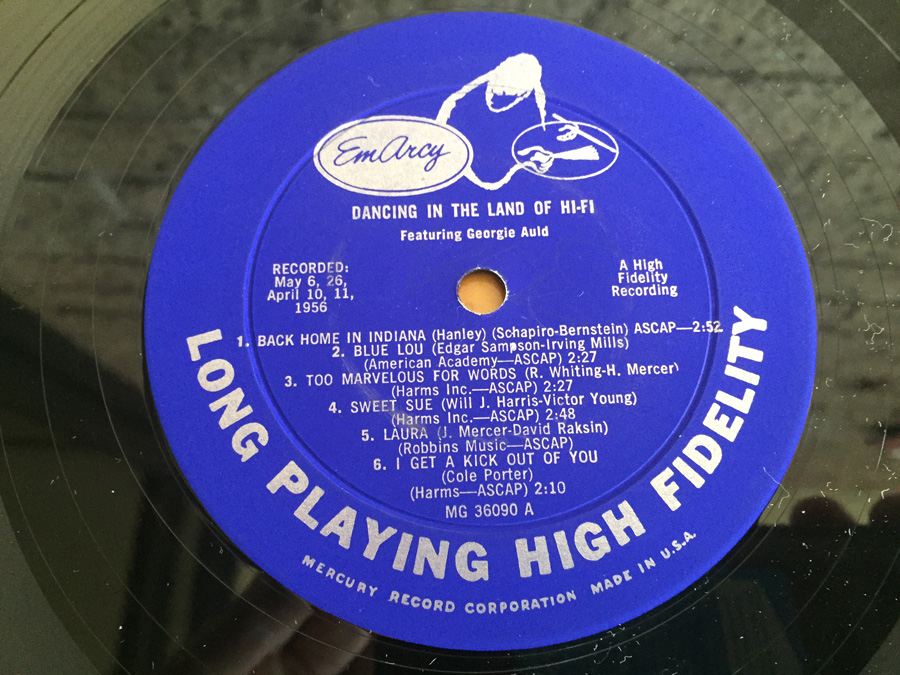 EmArcy
DANCING IN THE LAND OF HI-FI
Featuring Georgie Auld
RECORDED:
May 6, 26,
April 10, 11,
1956
A High
Fidelity
Recording
1. BACK HOME IN INDIANA (Hanley) (Schapiro-Bernstein) ASCAP—2:52
2. BLUE LOU (Edgar Sampson-Irving Mills)
(American Academy—ASCAP) 2:27
3. TOO MARVELOUS FOR WORDS (R. Whiting-H. Mercer)
(Harms Inc.—ASCAP) 2:27
4. SWEET SUE (Will J. Harris-Victor Young)
(Harms Inc.—ASCAP) 2:48
5. LAURA (J. Mercer-David Raksin)
(Robbins Music—ASCAP)
6. I GET A KICK OUT OF YOU
(Cole Porter)
(Harms—ASCAP) 2:10
MG 36090 A
LONG PLAYING HIGH FIDELITY
MERCURY RECORD CORPORATION MADE IN U.S.A.